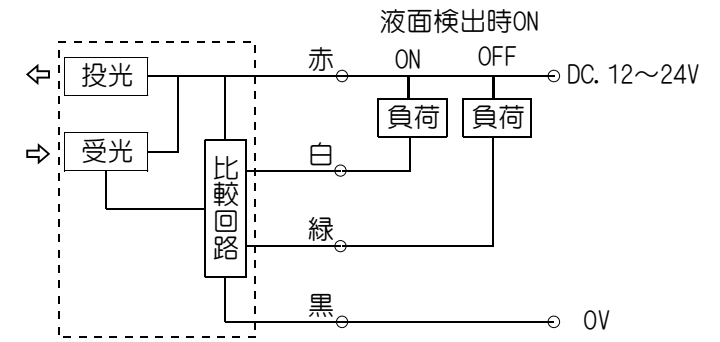 液面検出時ON
赤
ON
OFF
DC. 12～24V
投光
負荷
負荷
受光
白
比較回路
緑
黒
0V